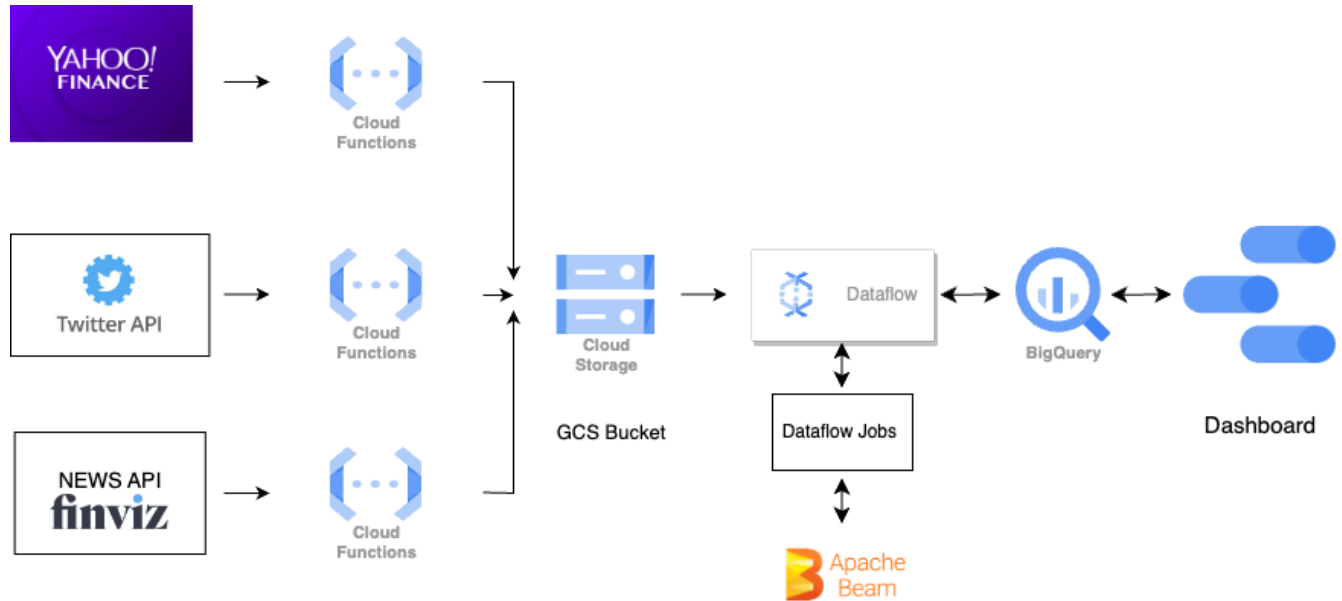 YAHOO!
FINANCE
Cloud
Functions
Twitter API
Cloud
Functions
NEWS API
finviz
Cloud
Functions
Cloud
Storage
GCS Bucket
Dataflow
Dataflow Jobs
Apache
Beam
BigQuery
Dashboard